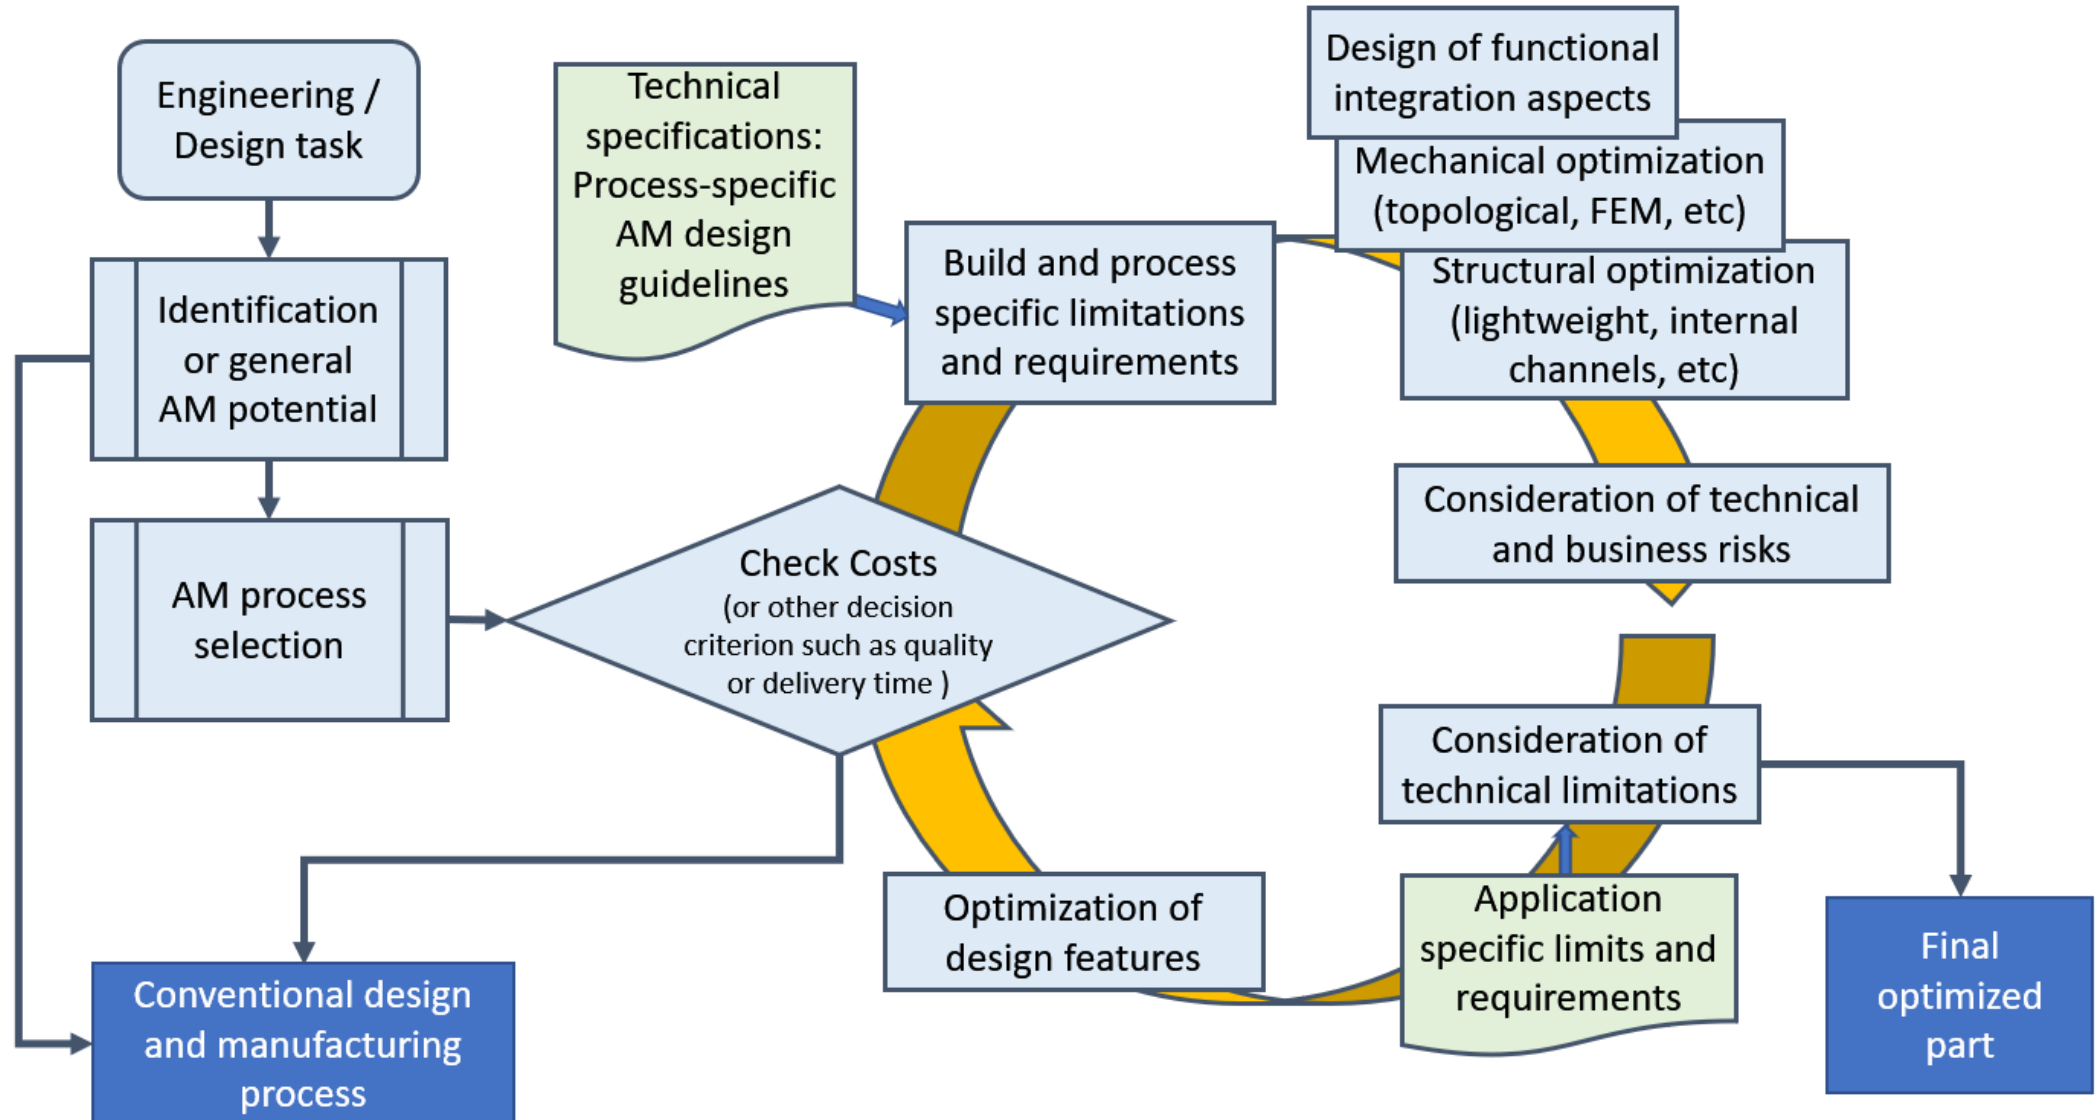 Engineering /
Design task
Identification
or general
AM potential
AM process
selection
Technical
specifications:
Process-specific
AM design
guidelines
Build and process
specific limitations
and requirements
Design of functional
integration aspects
Mechanical optimization
(topological, FEM, etc)
Structural optimization
(lightweight, internal
channels, etc)
Consideration of technical
and business risks
Check Costs
(or other decision
criterion such as quality
or delivery time )
Consideration of
technical limitations
Application
specific limits and
requirements
Optimization of
design features
Conventional design
and manufacturing
process
Final
optimized
part